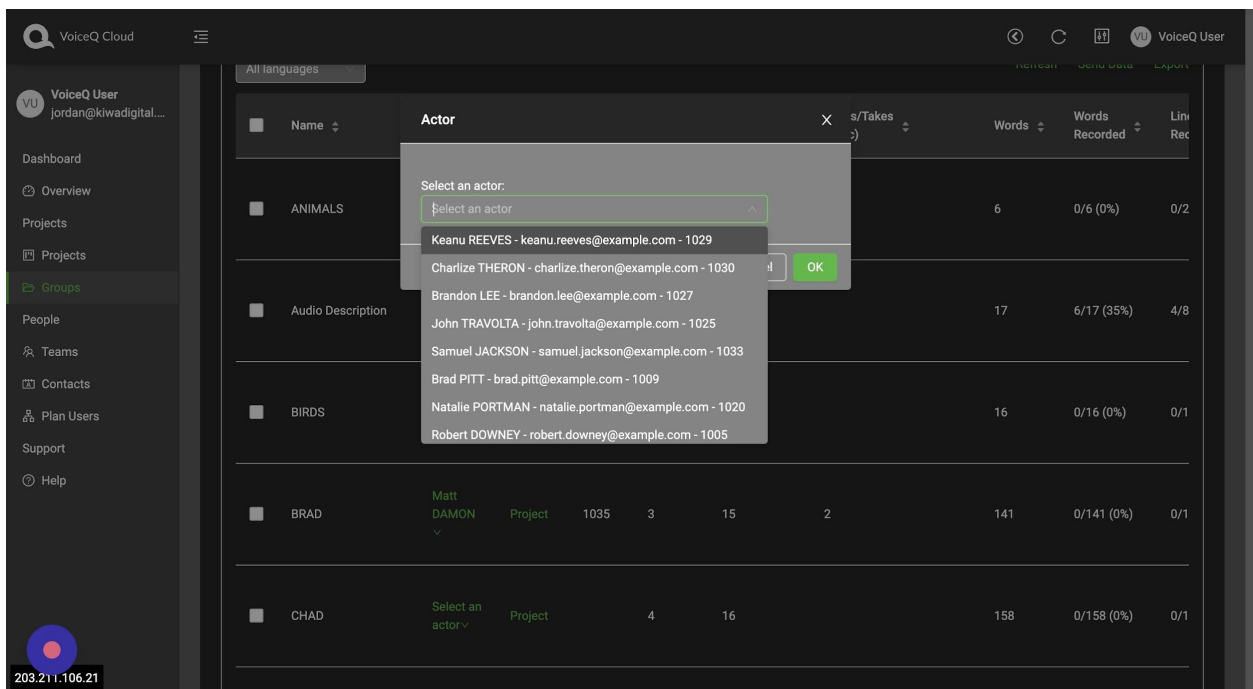 VoiceQ Cloud
VU VoiceQ User
VU
VoiceQ User
jordan@kiwadigital....
Dashboard
Overview
Projects
Projects
Groups
People
Teams
Contacts
Plan Users
Support
Help
203.211.106.21
All languages
Refresh Send Data Export
Name
s/Takes
Words
Words
Recorded
Actor
X
Select an actor:
Select an actor
Keanu REEVES - keanu.reeves@example.com - 1029
Charlize THERON - charlize.theron@example.com - 1030
Brandon LEE - brandon.lee@example.com - 1027
John TRAVOLTA - john.travolta@example.com - 1025
Samuel JACKSON - samuel.jackson@example.com - 1033
Brad PITT - brad.pitt@example.com - 1009
Natalie PORTMAN - natalie.portman@example.com - 1020
Robert DOWNEY - robert.downey@example.com - 1005
OK
ANIMALS 6 0/6 (0%) 0/2
Audio Description 17 6/17 (35%) 4/8
BIRDS 16 0/16 (0%) 0/1
BRAD Matt DAMON Project 1035 3 15 2 141 0/141 (0%) 0/1
CHAD Select an actor Project 4 16 158 0/158 (0%) 0/1